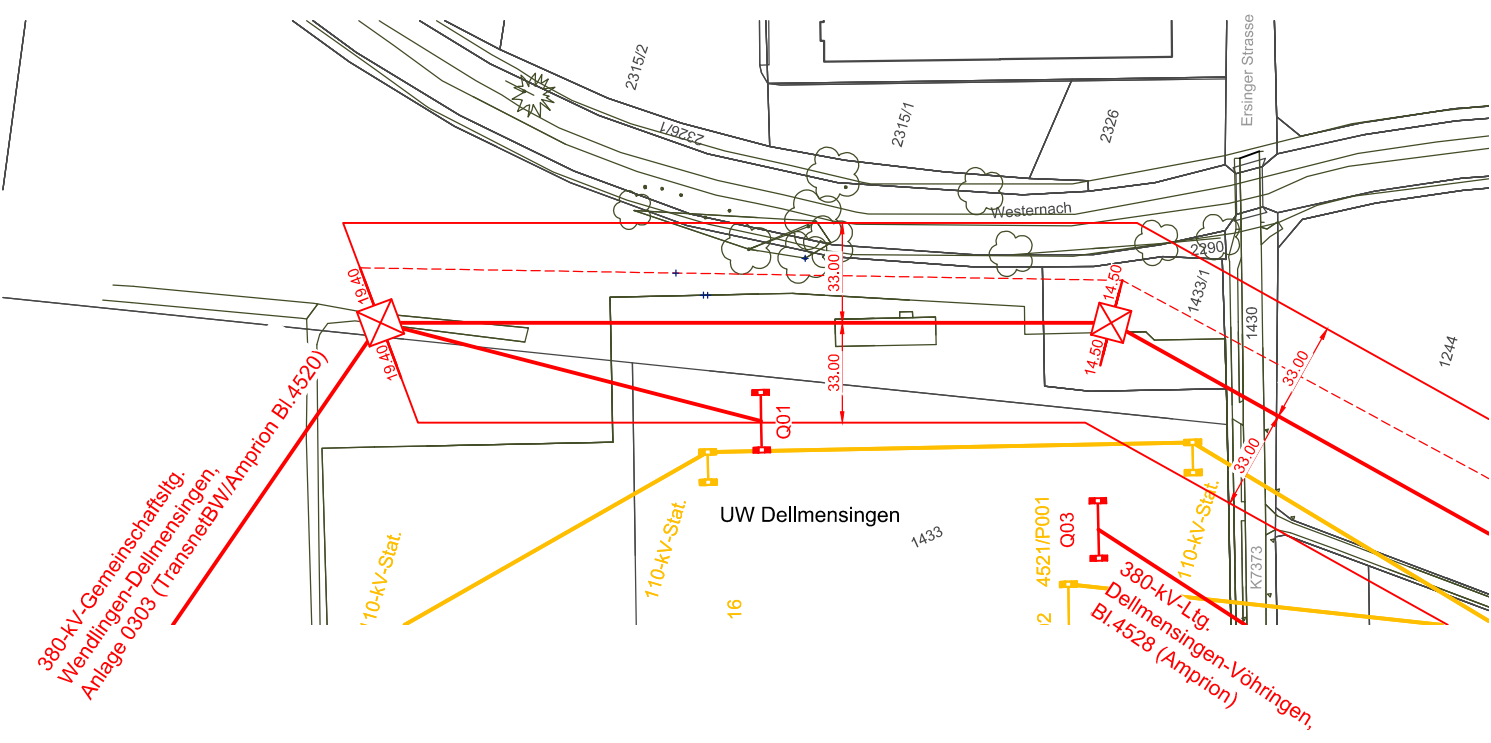 2315/2
2326/1
2315/1
2326
Ersinger Strasse
Westernach
2290
1433/1
1430
1244
19.40
19.40
33.00
33.00
14.50
14.50
33.00
33.00
Q01
UW Dellmensingen
1433
110-kV-Stat.
110-kV-Stat.
16
4521/P001
Q03
110-kV-Stat.
K7373
380-kV-Gemeinschaftsltg.
Wendlingen-Dellmensingen,
Anlage 0303 (TransnetBW/Amprion Bl.4520)
380-kV-Ltg.
Dellmensingen-Vöhringen,
Bl.4528 (Amprion)